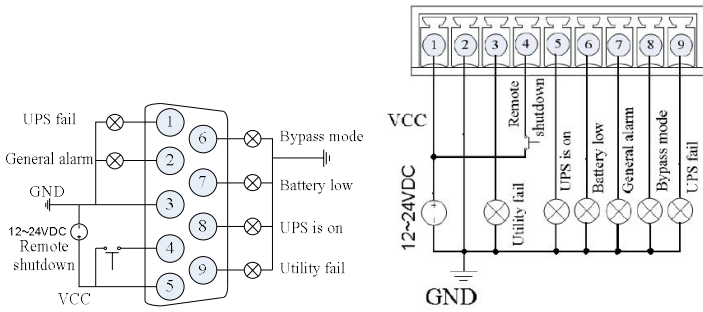 UPS fail
1
6
Bypass mode
General alarm
2
7
Battery low
GND
3
12~24VDC
8
UPS is on
Remote
shutdown
4
9
Utility fail
5
VCC
1 2 3 4 5 6 7 8 9
VCC
Remote
shutdown
12~24VDC
Utility fail
UPS is on
Battery low
General alarm
Bypass mode
UPS fail
GND